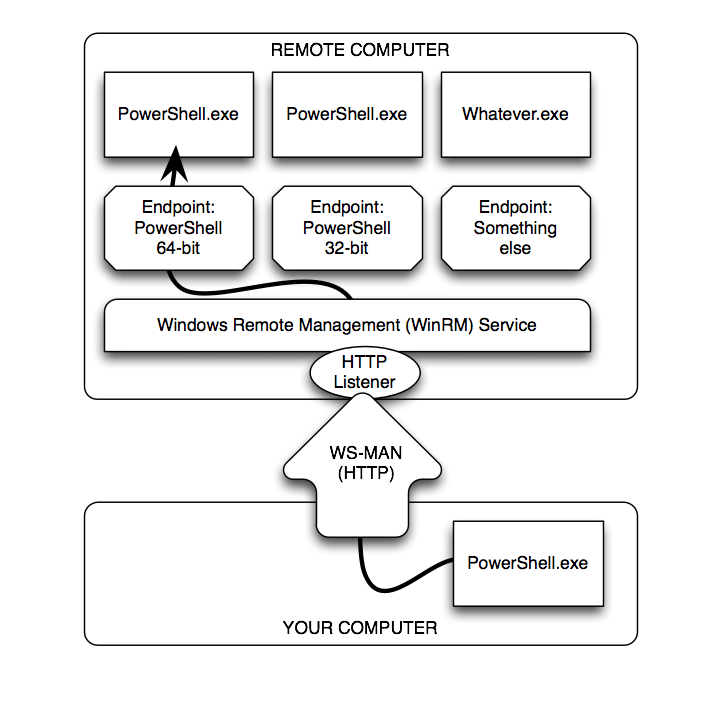 REMOTE COMPUTER
PowerShell.exe
PowerShell.exe
Whatever.exe
Endpoint:
PowerShell
64-bit
Endpoint:
PowerShell
32-bit
Endpoint:
Something
else
Windows Remote Management (WinRM) Service
HTTP
Listener
WS-MAN
(HTTP)
PowerShell.exe
YOUR COMPUTER